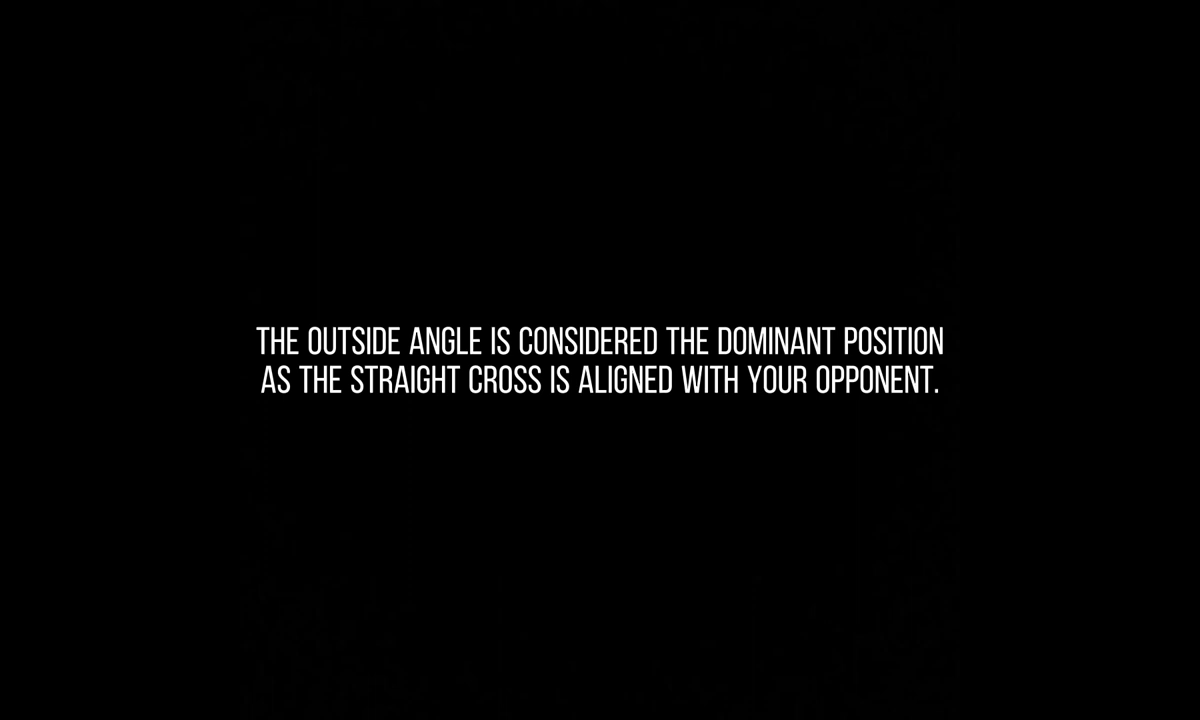 THE OUTSIDE ANGLE IS CONSIDERED THE DOMINANT POSITION
AS THE STRAIGHT CROSS IS ALIGNED WITH YOUR OPPONENT.